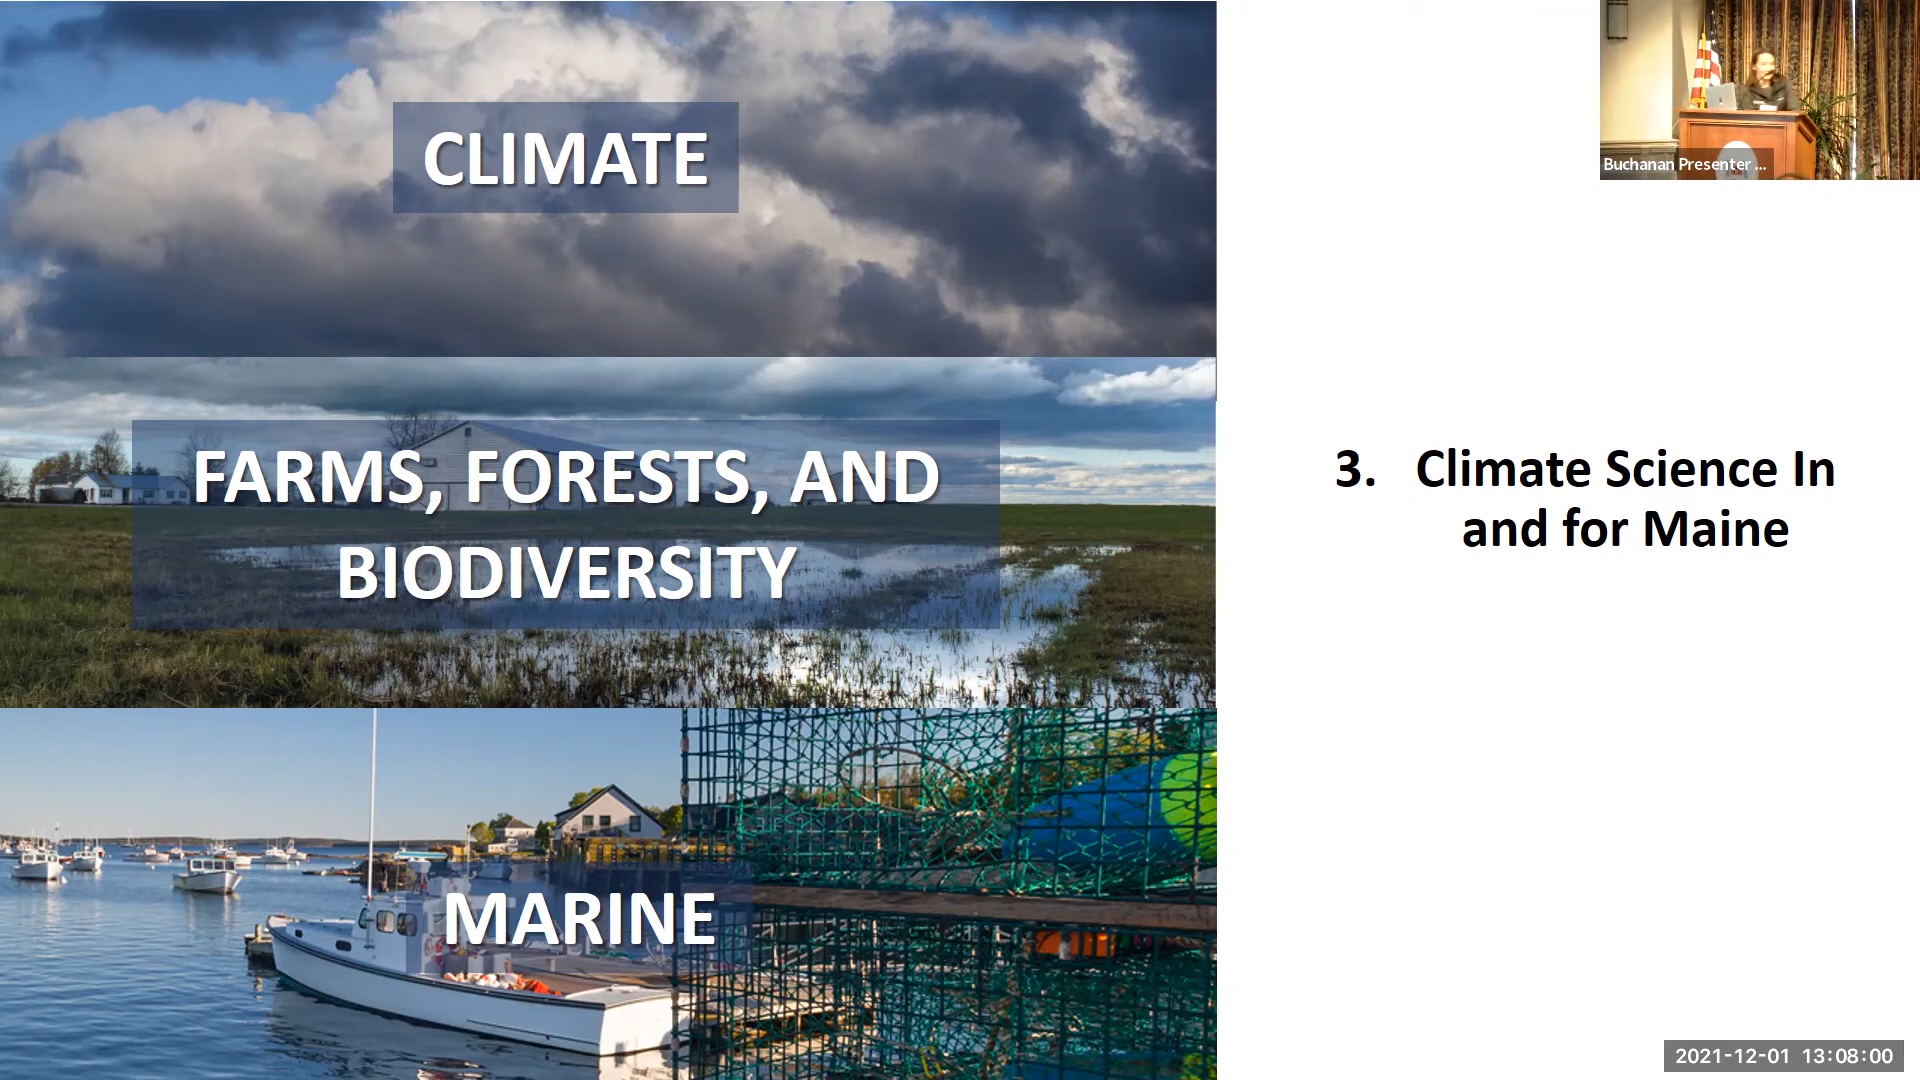 CLIMATE
FARMS, FORESTS, AND
BIODIVERSITY
MARINE
3. Climate Science In
and for Maine
Buchanan Presenter ...
2021-12-01 13:08:00